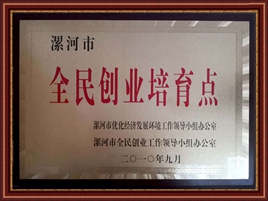 漯河市
全民创业培育点
漯河市优化经济发展环境工作领导小组办公室
漯河市全民创业工作领导小组办公室
二〇一〇年九月